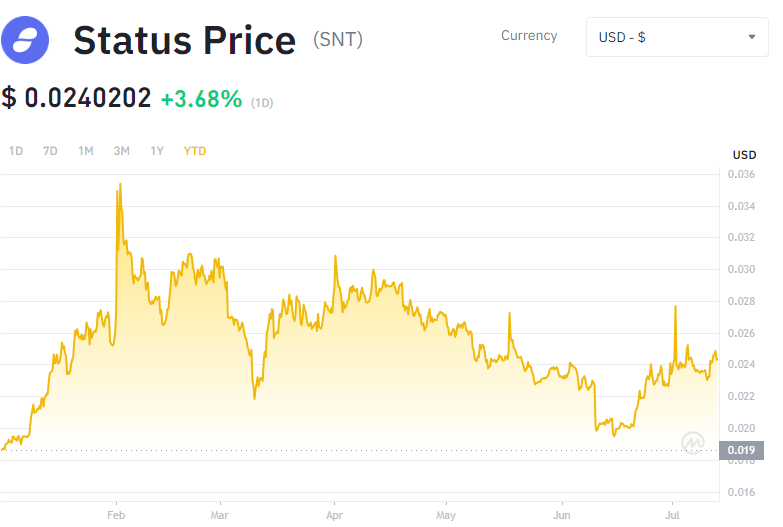 Status Price (SNT)
Currency
USD - $
$ 0.0240202 +3.68% (1D)
1D 7D 1M 3M 1Y YTD
USD
0.036
0.034
0.032
0.030
0.028
0.026
0.024
0.022
0.020
0.019
0.018
0.016
Feb Mar Apr May Jun Jul